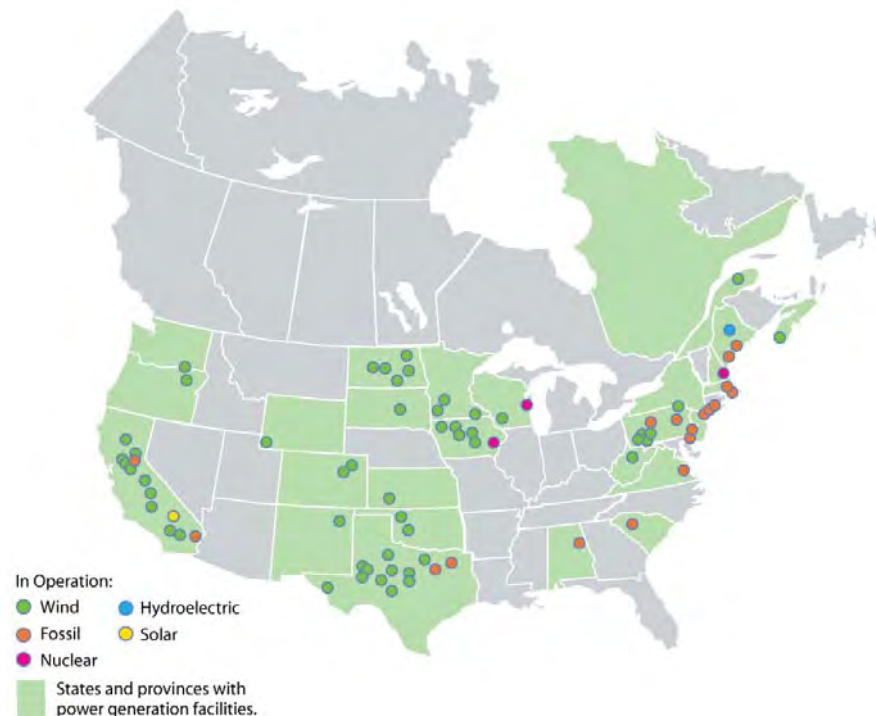 In Operation:
Wind
Hydroelectric
Fossil
Solar
Nuclear
States and provinces with
power generation facilities.